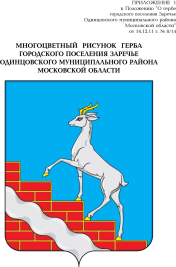 ПРИЛОЖЕНИЕ 1
к Положению "О гербе
городского поселения Заречье
Одинцовского муниципального района
Московской области"
от 14.12.11 г. № 8/14
МНОГОЦВЕТНЫЙ РИСУНОК ГЕРБА
ГОРОДСКОГО ПОСЕЛЕНИЯ ЗАРЕЧЬЕ
ОДИНЦОВСКОГО МУНИЦИПАЛЬНОГО РАЙОНА
МОСКОВСКОЙ ОБЛАСТИ